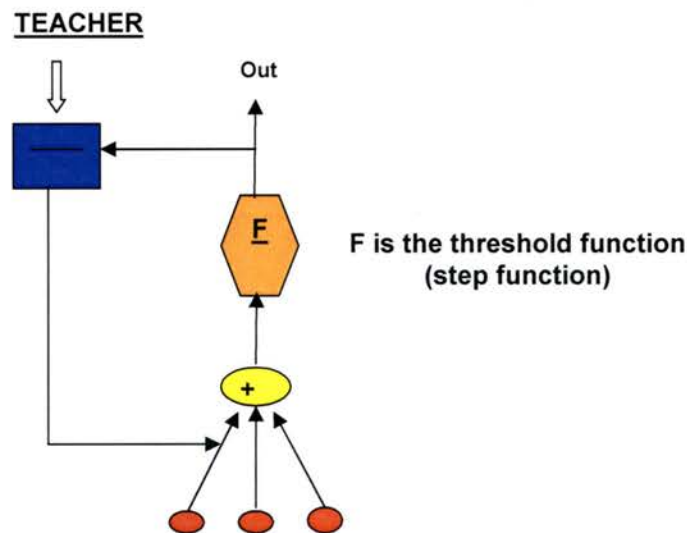 TEACHER
Out
F
F is the threshold function
(step function)
+